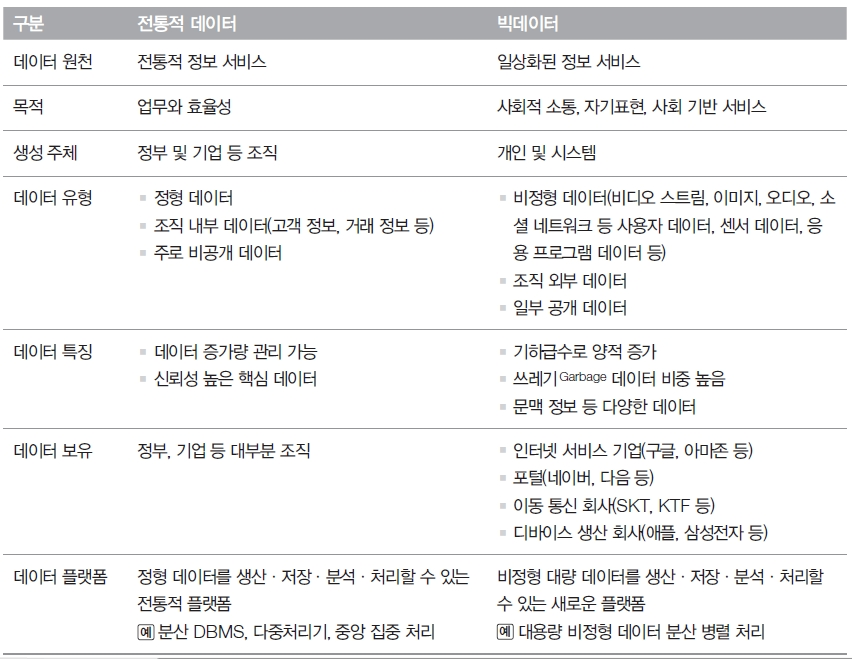 구분 전통적 데이터 빅데이터
데이터 원천 전통적 정보 서비스 일상화된 정보 서비스
목적 업무와 효율성 사회적 소통, 자기표현, 사회 기반 서비스
생성 주체 정부 및 기업 등 조직 개인 및 시스템
데이터 유형
■ 정형 데이터
■ 조직 내부 데이터(고객 정보, 거래 정보 등)
■ 주로 비공개 데이터
■ 비정형 데이터(비디오 스트림, 이미지, 오디오, 소
셜 네트워크 등 사용자 데이터, 센서 데이터, 응
용 프로그램 데이터 등)
■ 조직 외부 데이터
■ 일부 공개 데이터
데이터 특징
■ 데이터 증가량 관리 가능
■ 신뢰성 높은 핵심 데이터
■ 기하급수로 양적 증가
■ 쓰레기Garbage 데이터 비중 높음
■ 문맥 정보 등 다양한 데이터
데이터 보유
정부, 기업 등 대부분 조직
■ 인터넷 서비스 기업(구글, 아마존 등)
■ 포털(네이버, 다음 등)
■ 이동 통신 회사(SKT, KTF 등)
■ 디바이스 생산 회사(애플, 삼성전자 등)
데이터 플랫폼
정형 데이터를 생산 · 저장 · 분석 · 처리할 수 있는
전통적 플랫폼
예 분산 DBMS, 다중처리기, 중앙 집중 처리
비정형 대량 데이터를 생산 · 저장 · 분석 · 처리할
수 있는 새로운 플랫폼
예 대용량 비정형 데이터 분산 병렬 처리